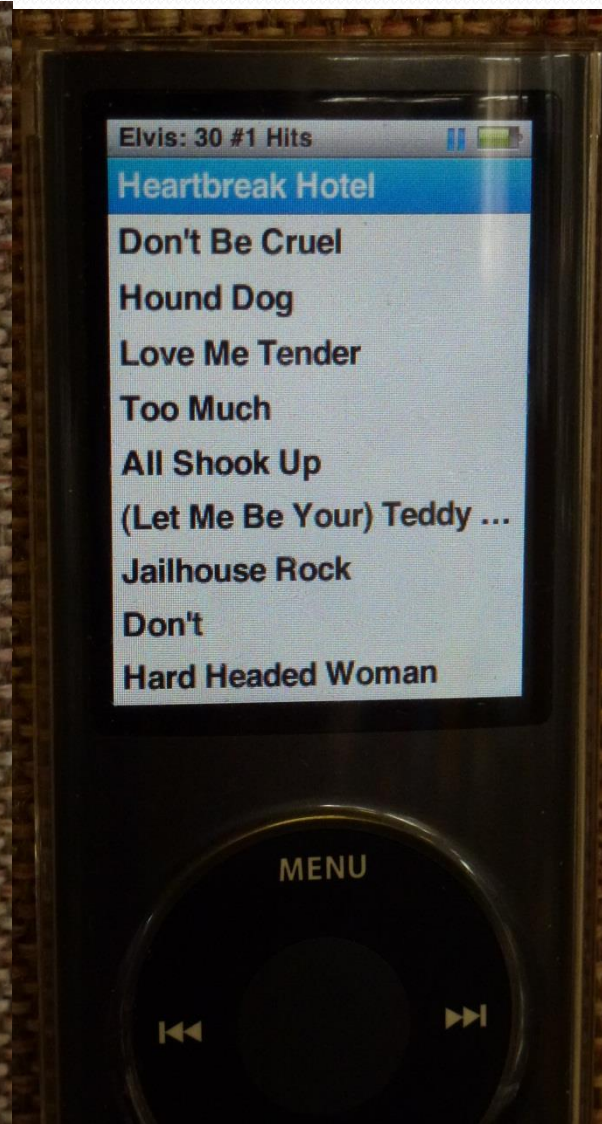 Elvis: 30 #1 Hits
Heartbreak Hotel
Don't Be Cruel
Hound Dog
Love Me Tender
Too Much
All Shook Up
(Let Me Be Your) Teddy ...
Jailhouse Rock
Don't
Hard Headed Woman
MENU